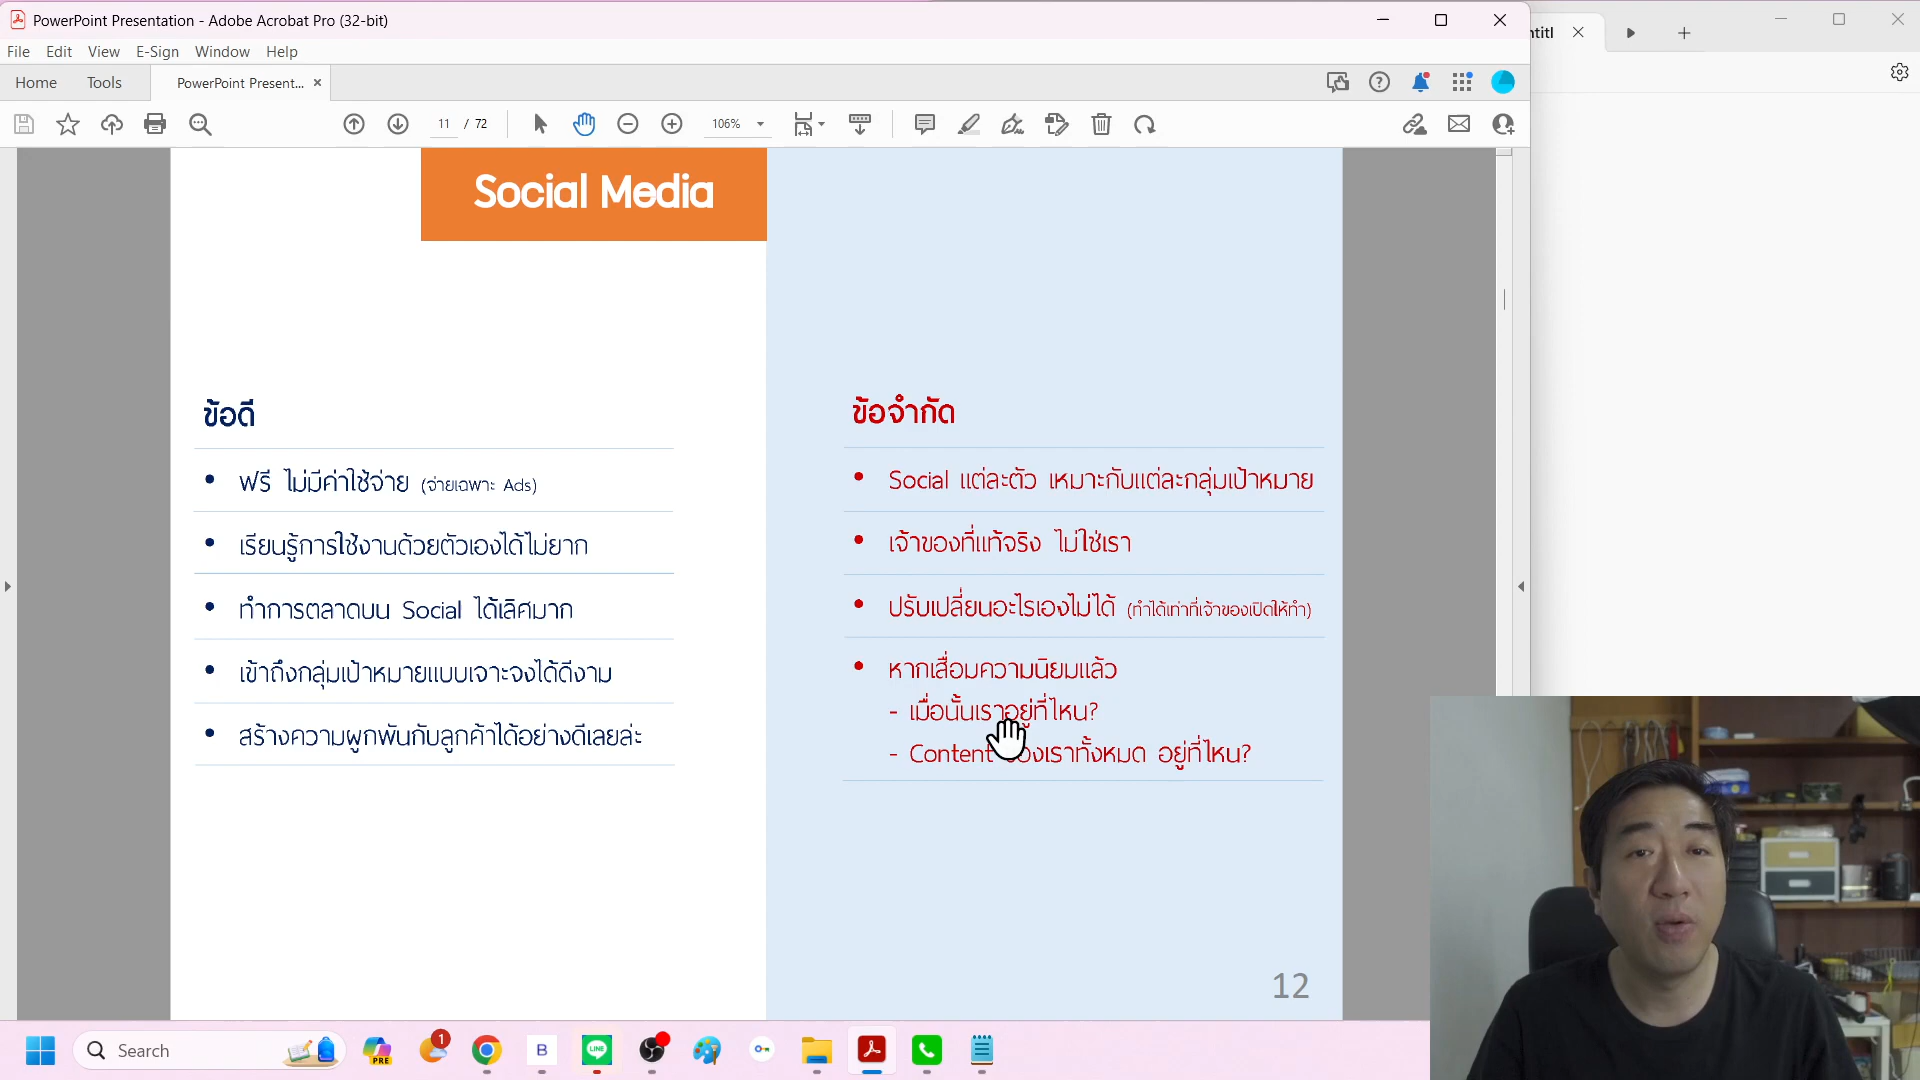 PowerPoint Presentation - Adobe Acrobat Pro (32-bit)
File Edit View E-Sign Window Help
Home Tools PowerPoint Present...
11 / 72 106%
Social Media
ข้อดี
• ฟรี ไม่มีค่าใช้จ่าย (จ่ายเฉพาะ Ads)
• เรียนรู้การใช้งานด้วยตัวเองได้ไม่ยาก
• ทำการตลาดบน Social ได้เลิศมาก
• เข้าถึงกลุ่มเป้าหมายแบบเจาะจงได้ดีงาม
• สร้างความผูกพันกับลูกค้าได้อย่างดีเลยล่ะ
ข้อจำกัด
• Social แต่ละตัว เหมาะกับแต่ละกลุ่มเป้าหมาย
• เจ้าของที่แท้จริง ไม่ใช่เรา
• ปรับเปลี่ยนอะไรเองไม่ได้ (ทำได้เท่าที่เจ้าของเปิดให้ทำ)
• หากเสื่อมความนิยมแล้ว
- เมื่อนั้นเราอยู่ที่ไหน?
- Content ของเราทั้งหมด อยู่ที่ไหน?
12
Search
PRE
1
B